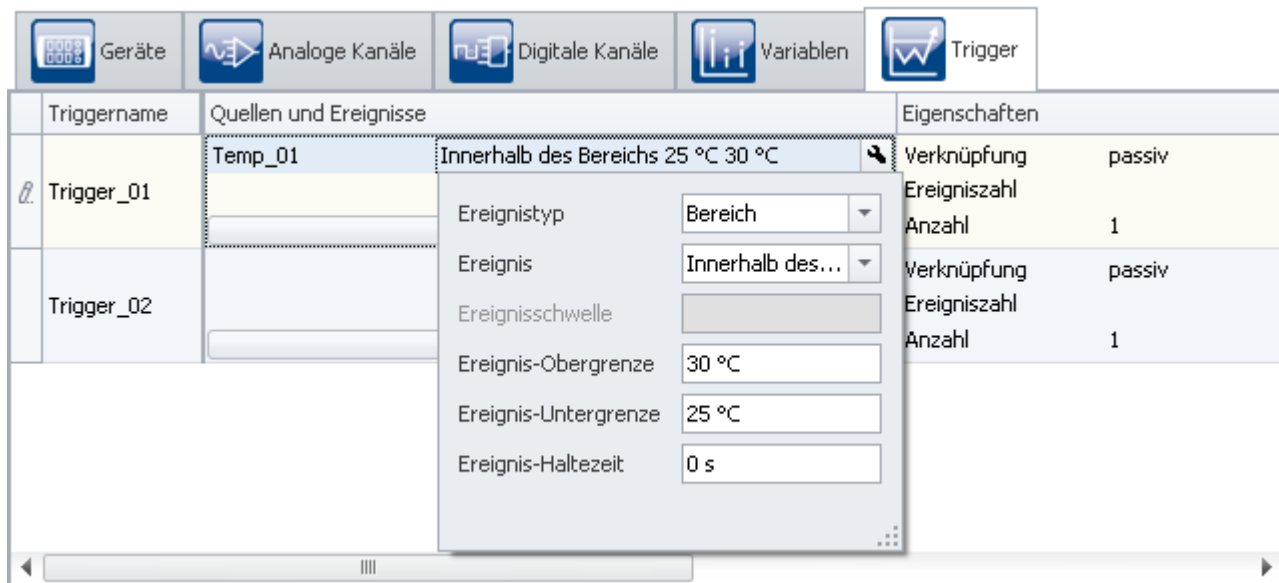 Geräte Analoge Kanäle Digitale Kanäle Variablen Trigger
Triggername Quellen und Ereignisse Eigenschaften
Temp_01 Innerhalb des Bereichs 25 °C 30 °C Verknüpfung passiv
Trigger_01 Ereigniszahl
Anzahl 1
Ereignistyp Bereich
Ereignis Innerhalb des...
Ereignisschwelle
Ereignis-Obergrenze 30 °C
Ereignis-Untergrenze 25 °C
Ereignis-Haltezeit 0 s
Verknüpfung passiv
Trigger_02 Ereigniszahl
Anzahl 1